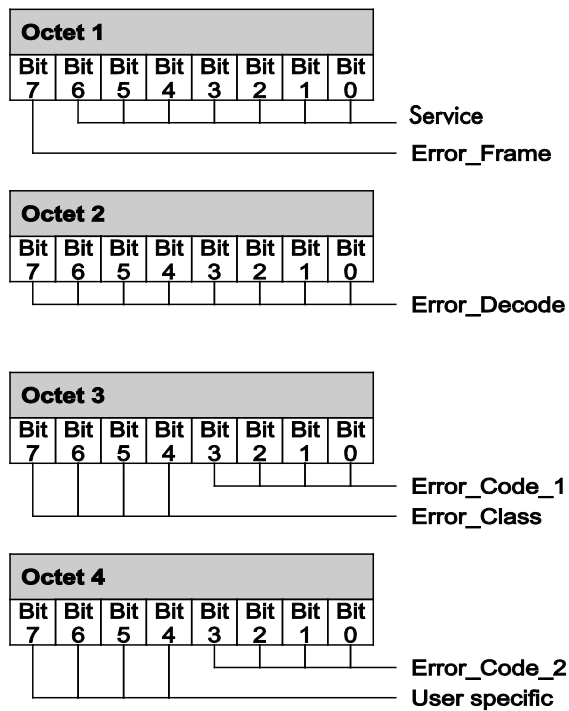 Octet 1
Bit Bit Bit Bit Bit Bit Bit Bit
7 6 5 4 3 2 1 0
Service
Error_Frame
Octet 2
Bit Bit Bit Bit Bit Bit Bit Bit
7 6 5 4 3 2 1 0
Error_Decode
Octet 3
Bit Bit Bit Bit Bit Bit Bit Bit
7 6 5 4 3 2 1 0
Error_Code_1
Error_Class
Octet 4
Bit Bit Bit Bit Bit Bit Bit Bit
7 6 5 4 3 2 1 0
Error_Code_2
User specific